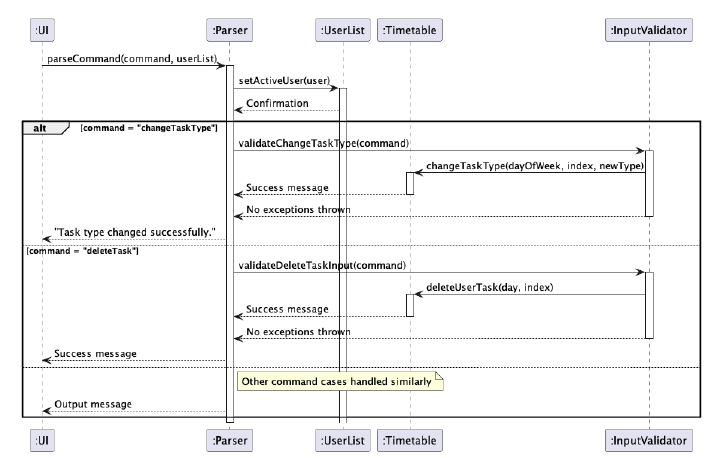 :UI :Parser :UserList :Timetable :InputValidator
parseCommand(command, userList)
setActiveUser(user)
Confirmation
alt [command = "changeTaskType"]
validateChangeTaskType(command)
changeTaskType(dayOfWeek, index, newType)
Success message
No exceptions thrown
"Task type changed successfully."
[command = "deleteTask"]
validateDeleteTaskInput(command)
deleteUserTask(day, index)
Success message
No exceptions thrown
Success message
Other command cases handled similarly
Output message
:UI :Parser :UserList :Timetable :InputValidator